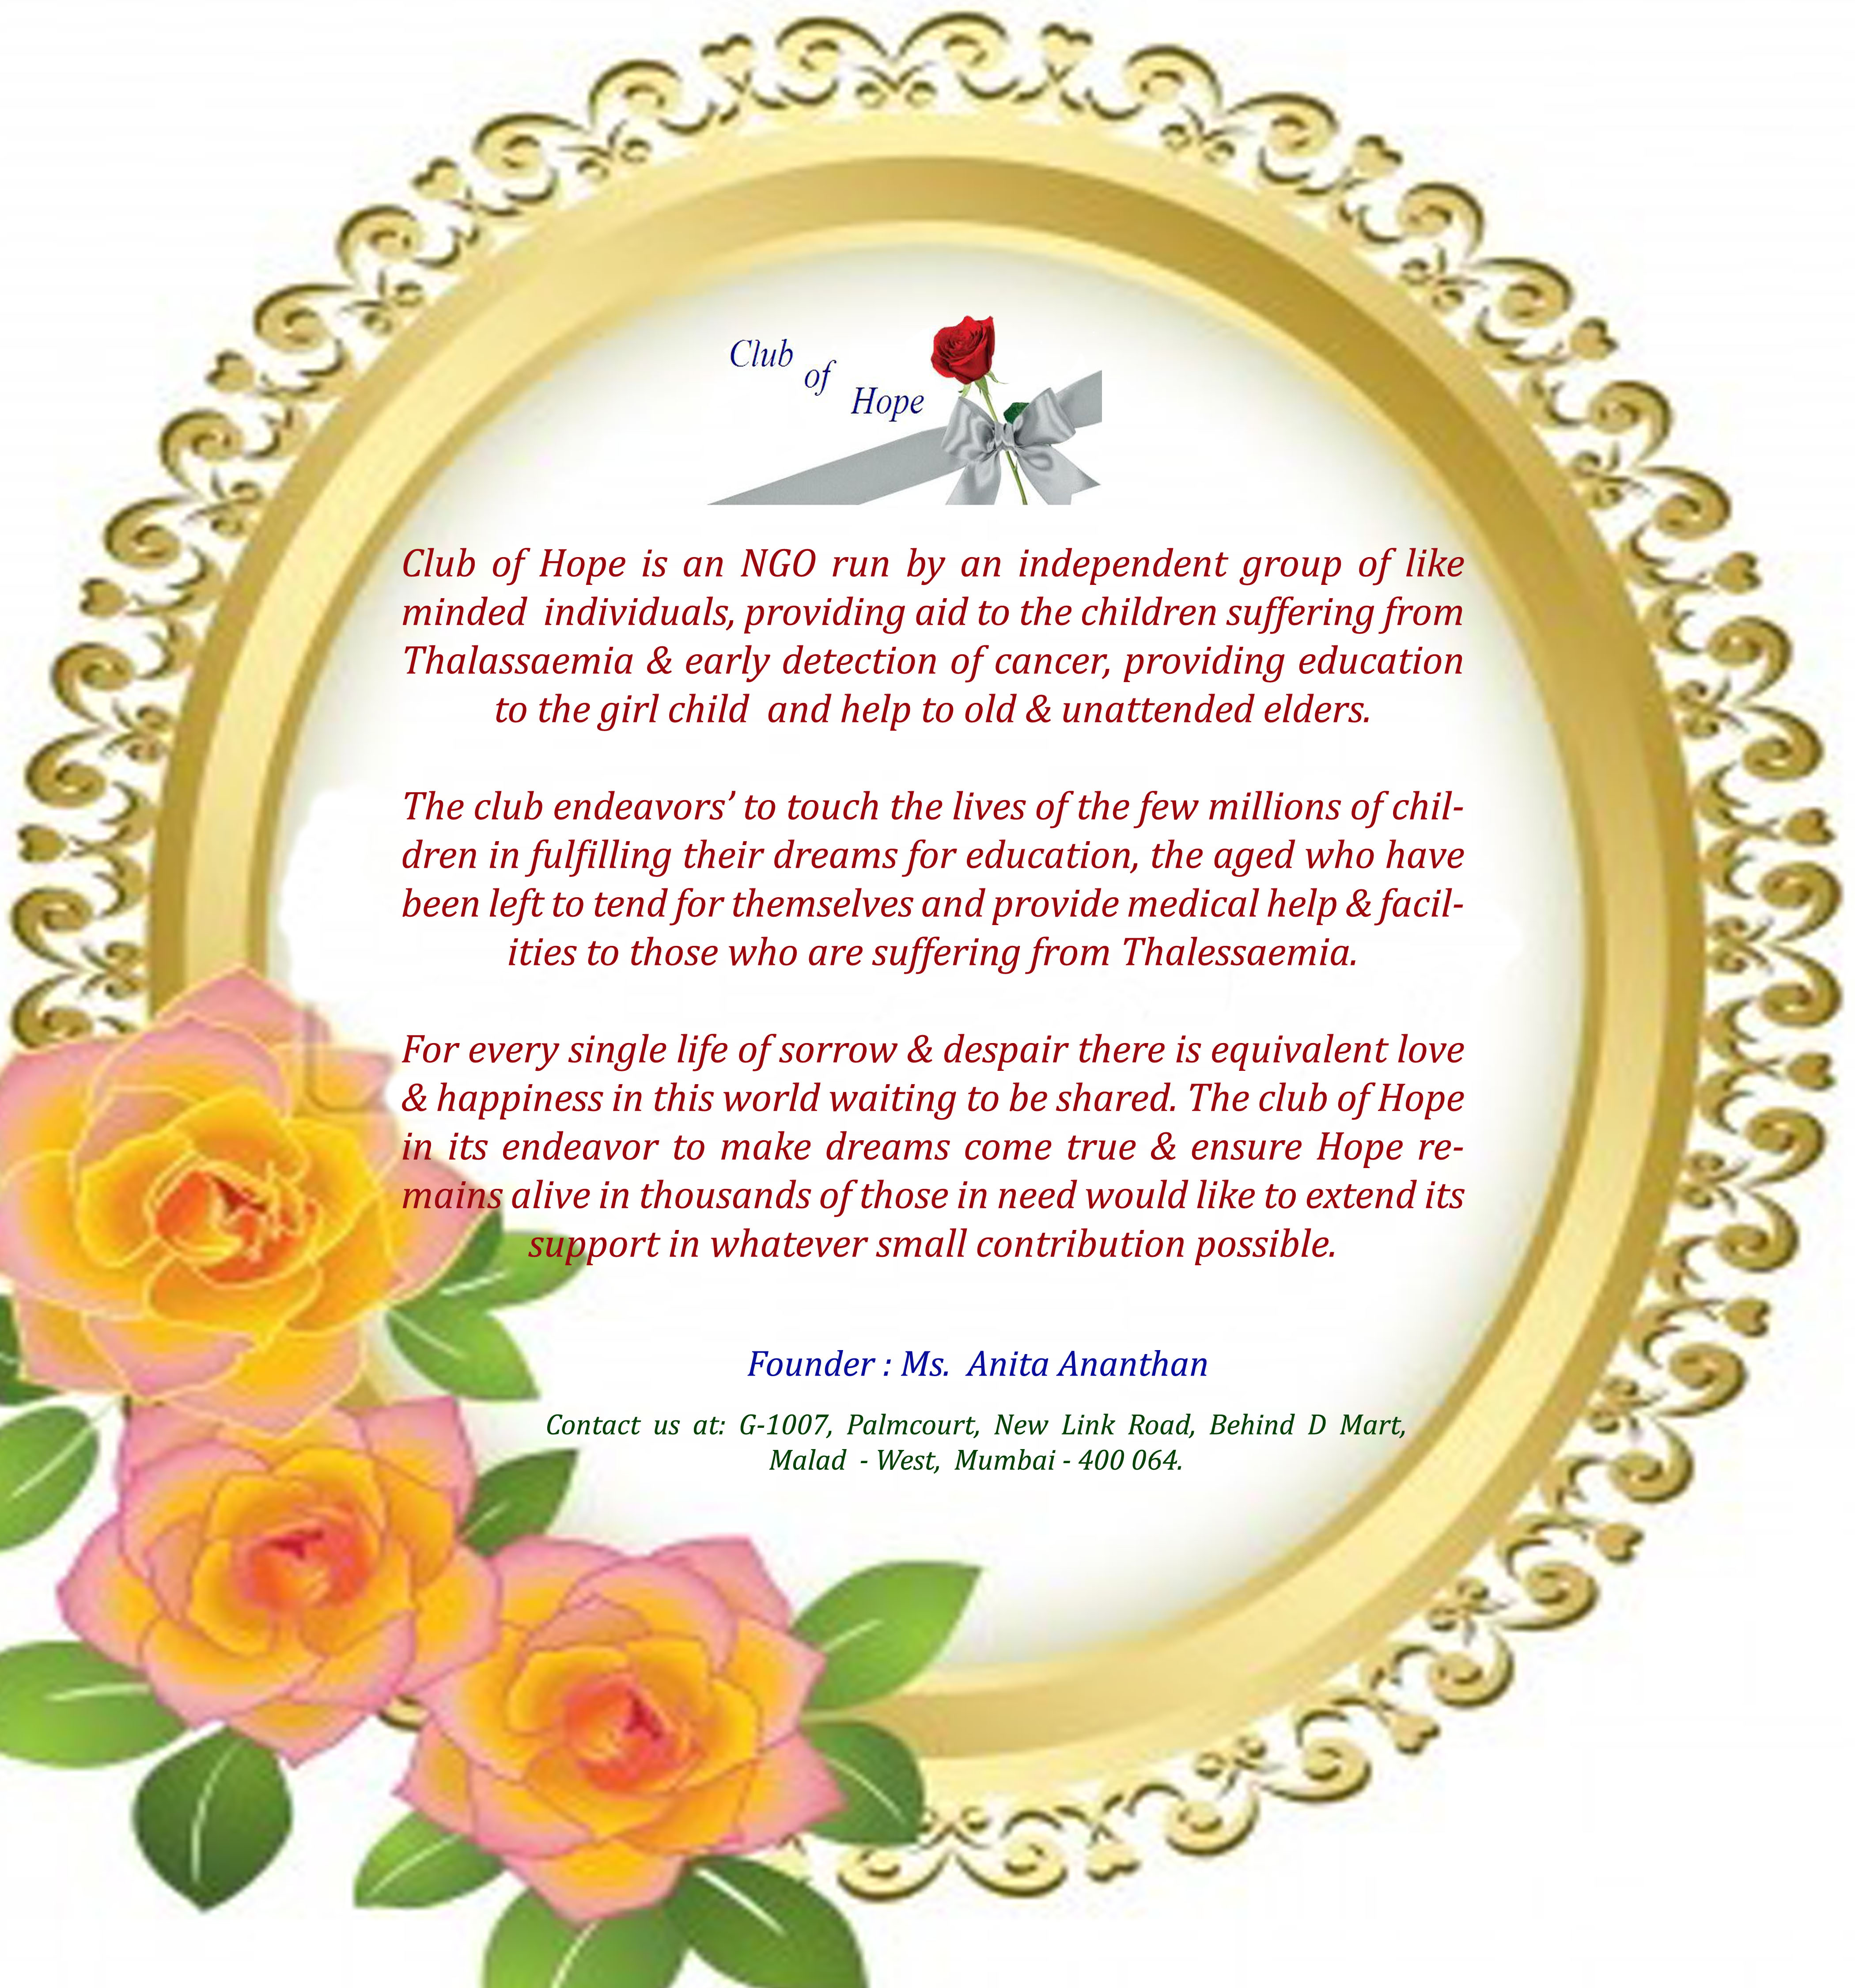 Club
of
Hope
Club of Hope is an NGO run by an independent group of like
minded individuals, providing aid to the children suffering from
Thalassaemia & early detection of cancer, providing education
to the girl child and help to old & unattended elders.
The club endeavors’ to touch the lives of the few millions of chil-
dren in fulfilling their dreams for education, the aged who have
been left to tend for themselves and provide medical help & facil-
ities to those who are suffering from Thalessaemia.
For every single life of sorrow & despair there is equivalent love
& happiness in this world waiting to be shared. The club of Hope
in its endeavor to make dreams come true & ensure Hope re-
mains alive in thousands of those in need would like to extend its
support in whatever small contribution possible.
Founder : Ms. Anita Ananthan
Contact us at: G-1007, Palmcourt, New Link Road, Behind D Mart,
Malad - West, Mumbai - 400 064.